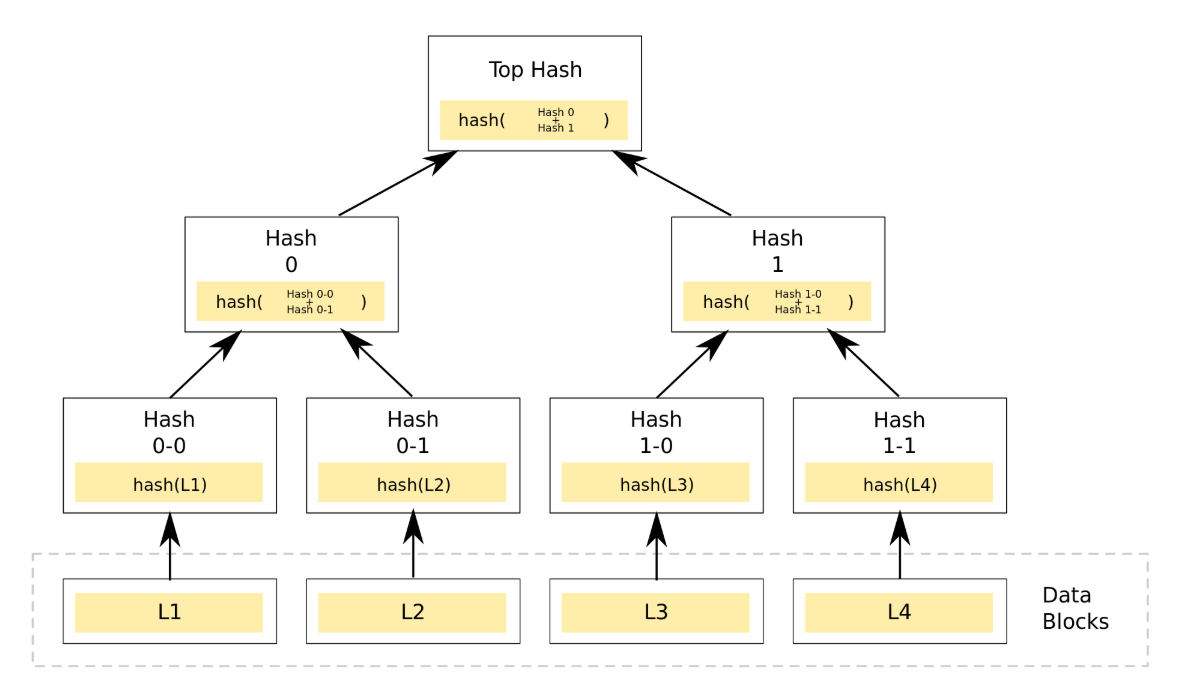 Top Hash
hash( Hash 0 + Hash 1 )
Hash
0
hash( Hash 0-0 + Hash 0-1 )
Hash
1
hash( Hash 1-0 + Hash 1-1 )
Hash
0-0
hash(L1)
Hash
0-1
hash(L2)
Hash
1-0
hash(L3)
Hash
1-1
hash(L4)
L1
L2
L3
L4
Data
Blocks